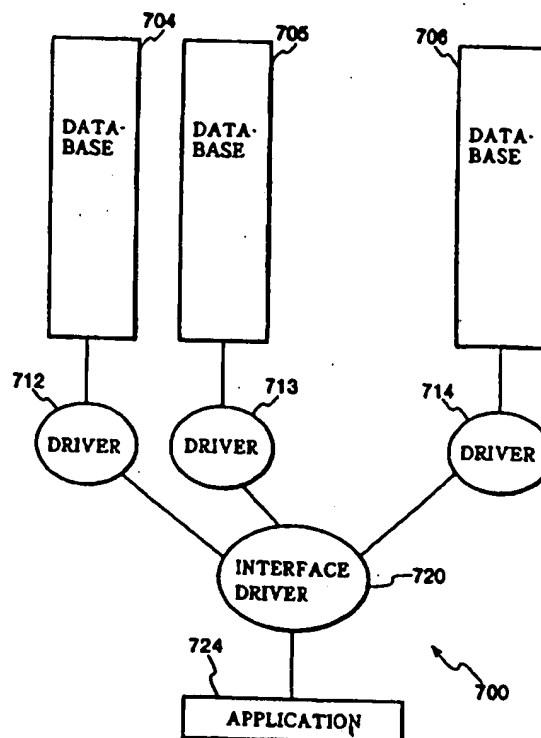 704
705
706
DATA-
BASE
DATA-
BASE
DATA-
BASE
712
713
714
DRIVER
DRIVER
DRIVER
INTERFACE
DRIVER
720
724
700
APPLICATION